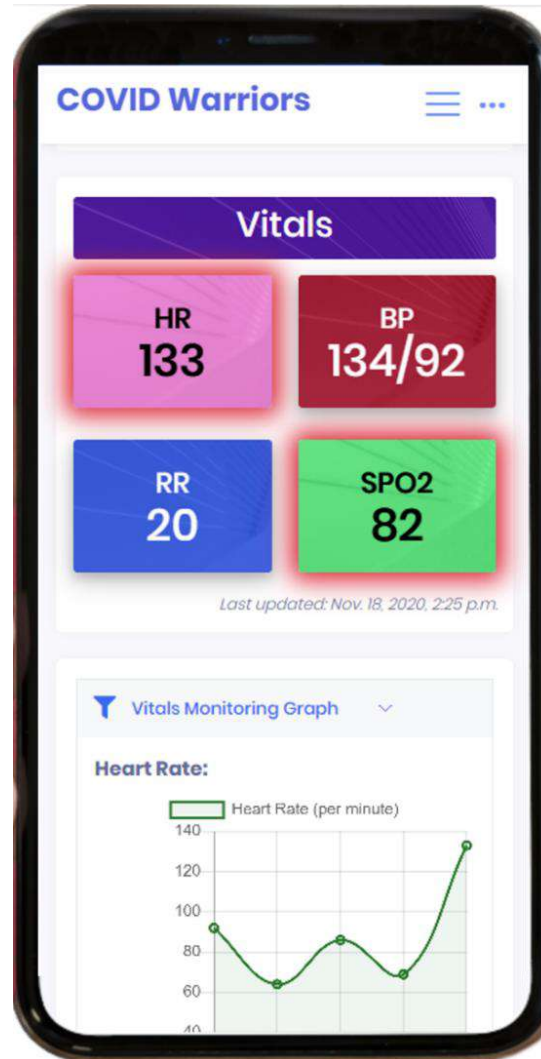 COVID Warriors
Vitals
HR
133
BP
134/92
RR
20
SPO2
82
Last updated: Nov. 18, 2020, 2:25 p.m.
Vitals Monitoring Graph
Heart Rate:
Heart Rate (per minute)
140
120
100
80
60
40